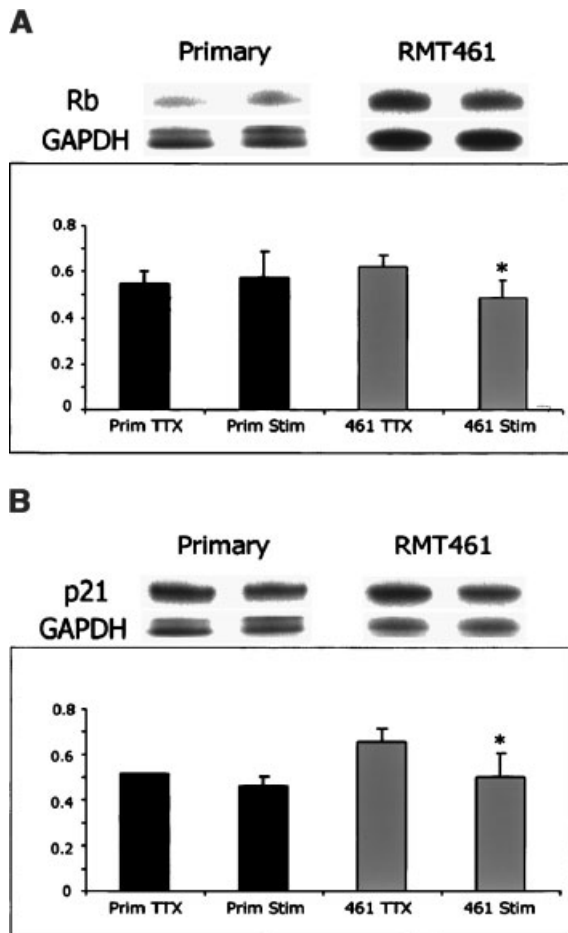 A
Primary RMT461
Rb
GAPDH
0.8
0.6
*
0.4
0.2
0
Prim TTX Prim Stim 461 TTX 461 Stim
B
Primary RMT461
p21
GAPDH
0.8
0.6
*
0.4
0.2
0
Prim TTX Prim Stim 461 TTX 461 Stim